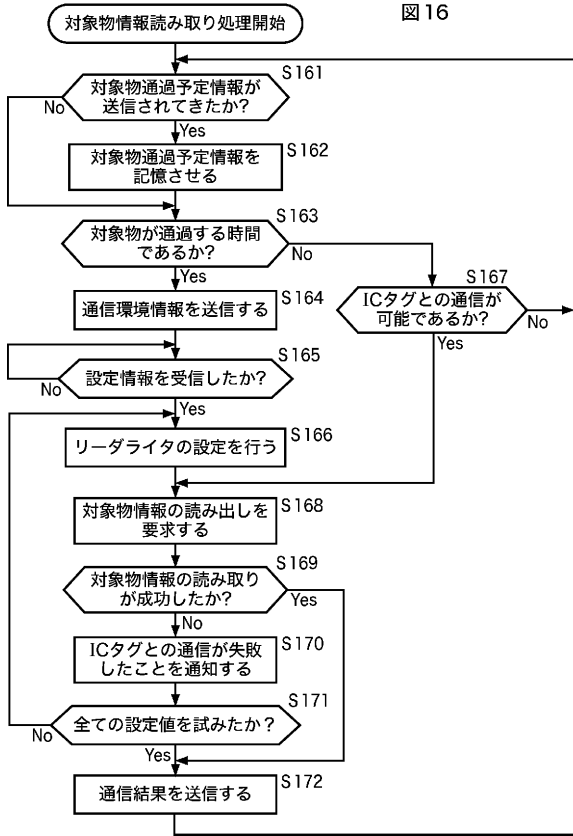 図16
対象物情報読み取り処理開始
S161
対象物通過予定情報が
送信されてきたか?
No
Yes
S162
対象物通過予定情報を
記憶させる
S163
対象物が通過する時間
であるか?
No
Yes
S167
ICタグとの通信が
可能であるか?
No
Yes
S164
通信環境情報を送信する
S165
設定情報を受信したか?
No
Yes
S166
リーダライタの設定を行う
S168
対象物情報の読み出しを
要求する
S169
対象物情報の読み取り
が成功したか?
Yes
No
S170
ICタグとの通信が失敗
したことを通知する
S171
全ての設定値を試みたか?
No
Yes
S172
通信結果を送信する